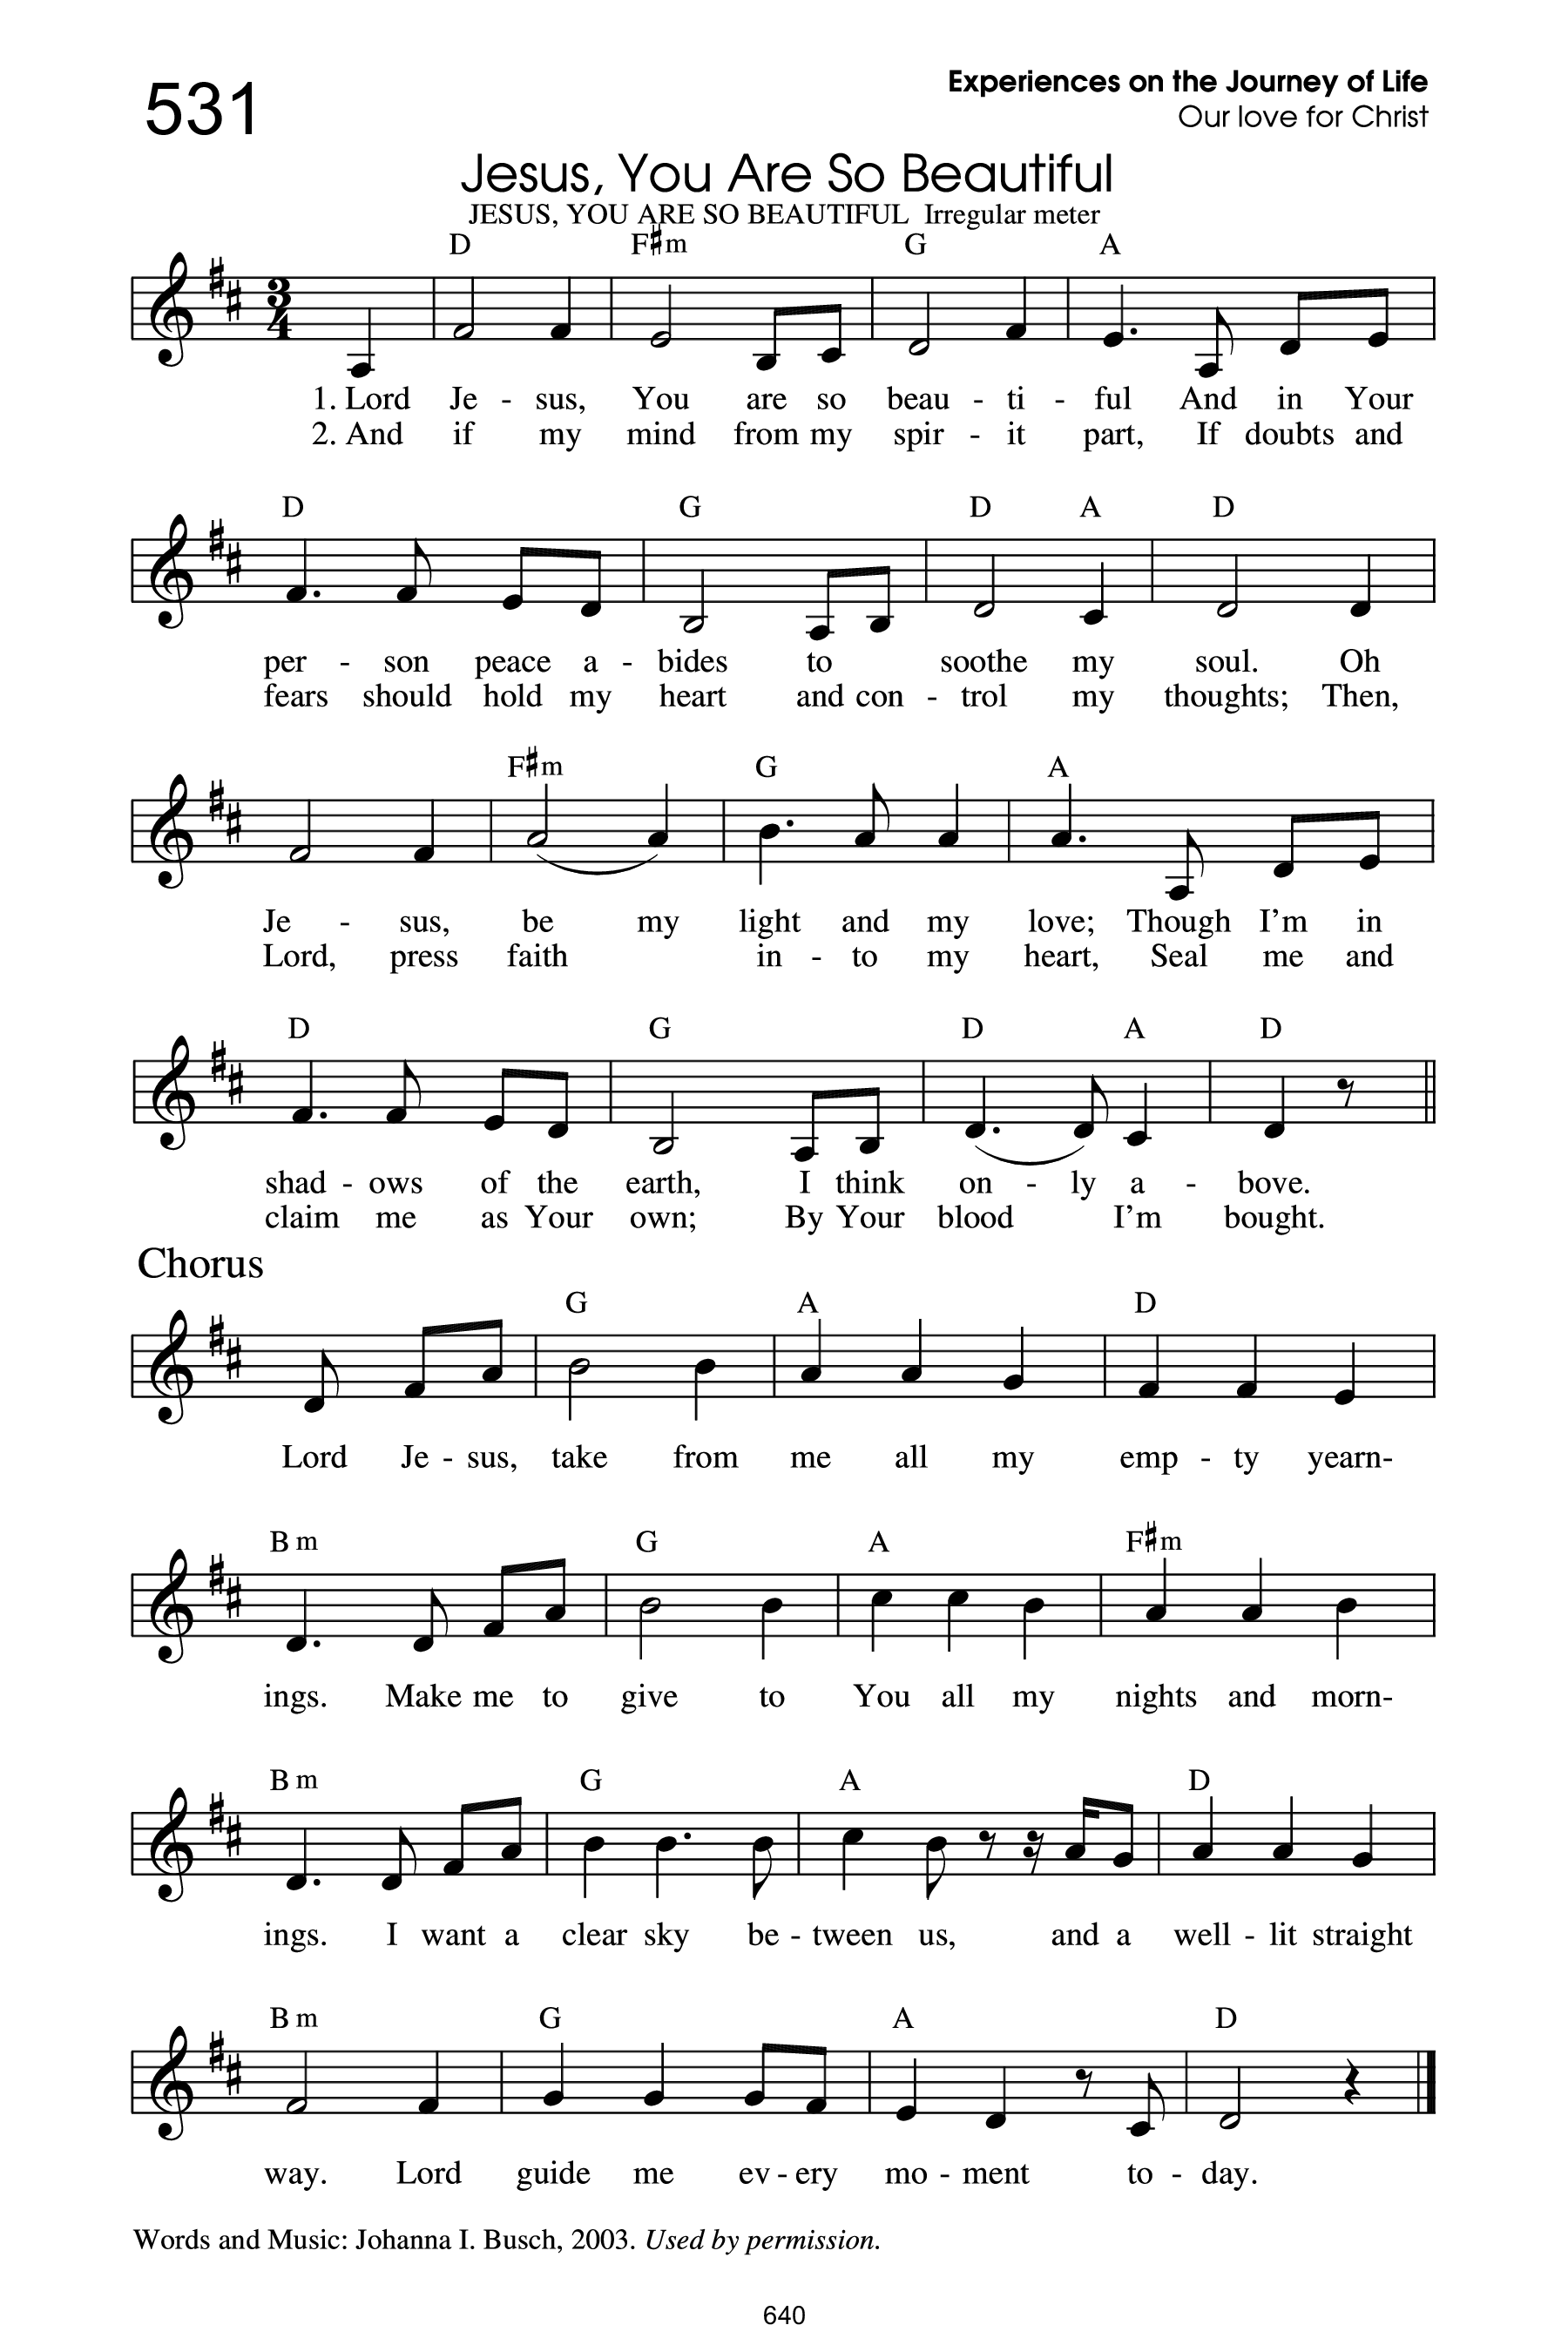 531
Experiences on the Journey of Life
Our love for Christ
Jesus, You Are So Beautiful
JESUS, YOU ARE SO BEAUTIFUL Irregular meter
D F♯m G A
1. Lord Je - sus, You are so beau - ti - ful And in Your
2. And if my mind from my spir - it part, If doubts and
D G D A D
per - son peace a - bides to soothe my soul. Oh
fears should hold my heart and con - trol my thoughts; Then,
F♯m G A
Je - sus, be my light and my love; Though I'm in
Lord, press faith in - to my heart, Seal me and
D G D A D
shad - ows of the earth, I think on - ly a - bove.
claim me as Your own; By Your blood I'm bought.
Chorus
G A D
Lord Je - sus, take from me all my emp - ty yearn-
Bm G A F♯m
ings. Make me to give to You all my nights and morn-
Bm G A D
ings. I want a clear sky be - tween us, and a well - lit straight
Bm G A D
way. Lord guide me ev - ery mo - ment to - day.
Words and Music: Johanna I. Busch, 2003. Used by permission.
640